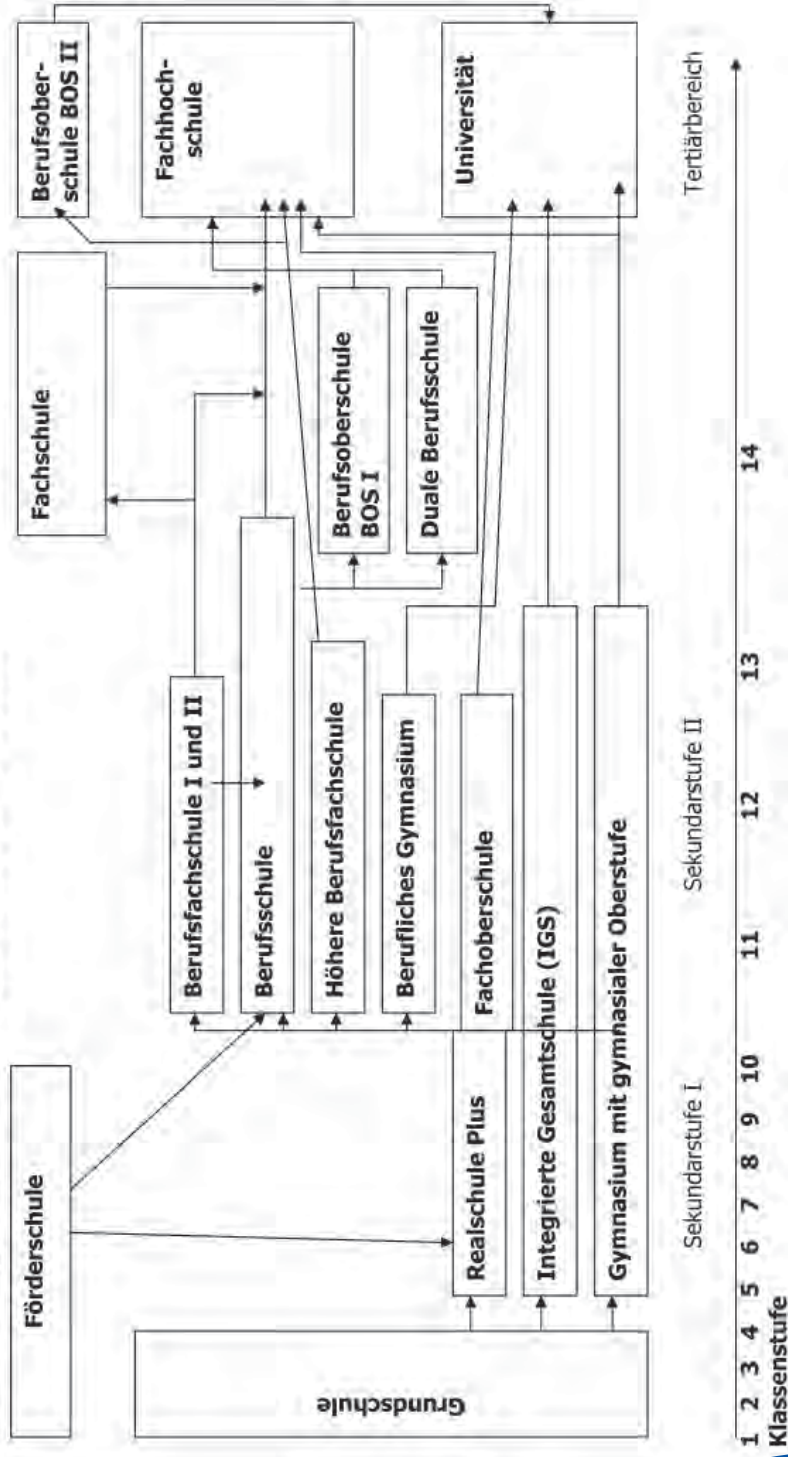 Förderschule
Grundschule
Realschule Plus
Integrierte Gesamtschule (IGS)
Gymnasium mit gymnasialer Oberstufe
Berufsfachschule I und II
Berufsschule
Höhere Berufsfachschule
Berufliches Gymnasium
Fachoberschule
Fachschule
Berufsoberschule
BOS I
Duale Berufsschule
Berufsober-
schule BOS II
Fachhoch-
schule
Universität
Sekundarstufe I
Sekundarstufe II
Tertiärbereich
1 2 3 4 5 6 7 8 9 10 11 12 13 14
Klassenstufe